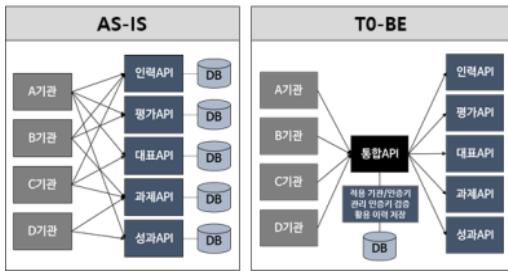 AS-IS
A기관
B기관
C기관
D기관
인력API
평가API
대표API
과제API
성과API
DB
DB
DB
DB
DB
TO-BE
A기관
B기관
C기관
D기관
통합API
적용 기관/인증기
관리 인증기 검증
활용 이력 저장
DB
인력API
평가API
대표API
과제API
성과API